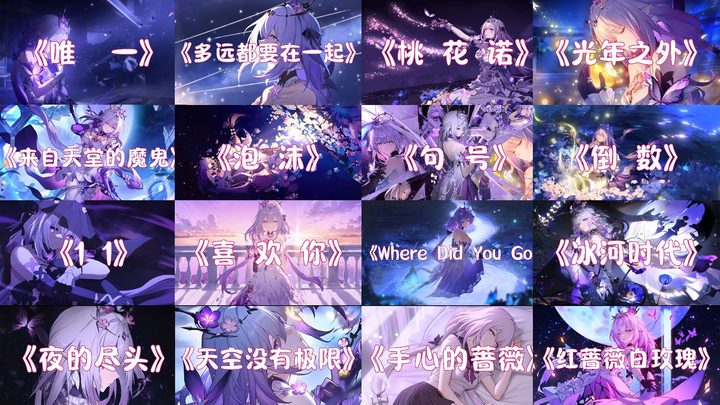 《唯 一》
《多远都要在一起》
《桃 花 诺》
《光年之外》
《来自天堂的魔鬼》
《泡 沫》
《句 号》
《倒 数》
《1 1》
《喜 欢 你》
《Where Did You Go
《冰河时代》
《夜的尽头》
《天空没有极限》
《手心的蔷薇》
《红蔷薇白玫瑰》